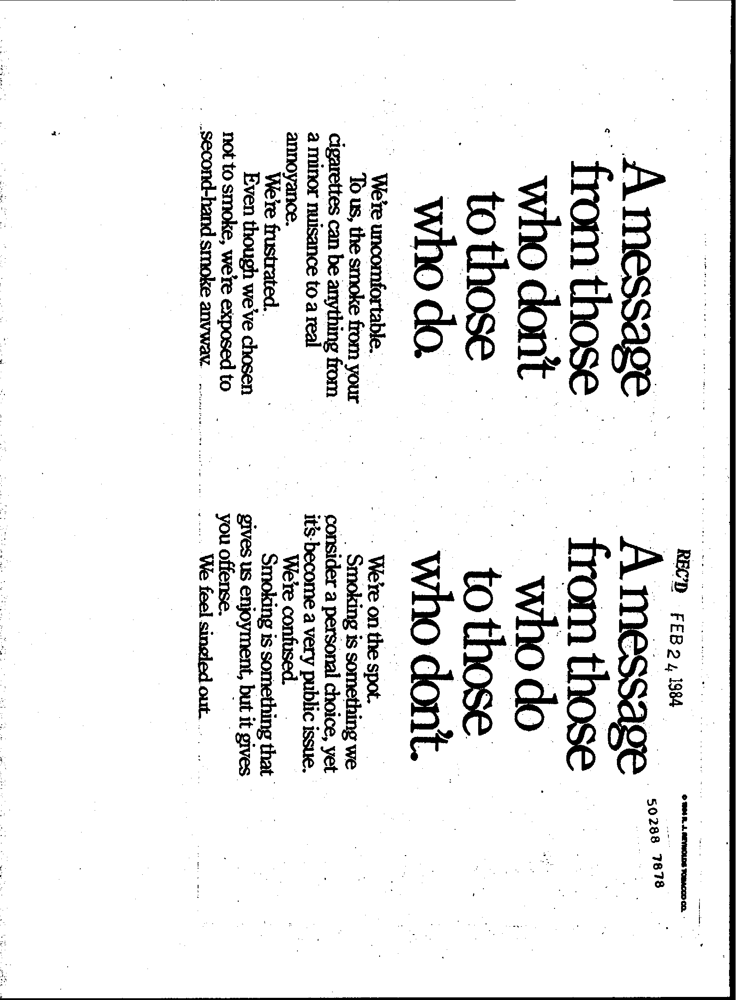 © 1984 R. J. REYNOLDS TOBACCO CO.
50288 7878
REC'D FEB 24 1984
A message
from those
who don't
to those
who do.
We're uncomfortable.
To us, the smoke from your
cigarettes can be anything from
a minor nuisance to a real
annoyance.
We're frustrated.
Even though we've chosen
not to smoke, we're exposed to
second-hand smoke anyway.
A message
from those
who do
to those
who don't.
We're on the spot.
Smoking is something we
consider a personal choice, yet
it's become a very public issue.
We're confused.
Smoking is something that
gives us enjoyment, but it gives
you offense.
We feel singled out.